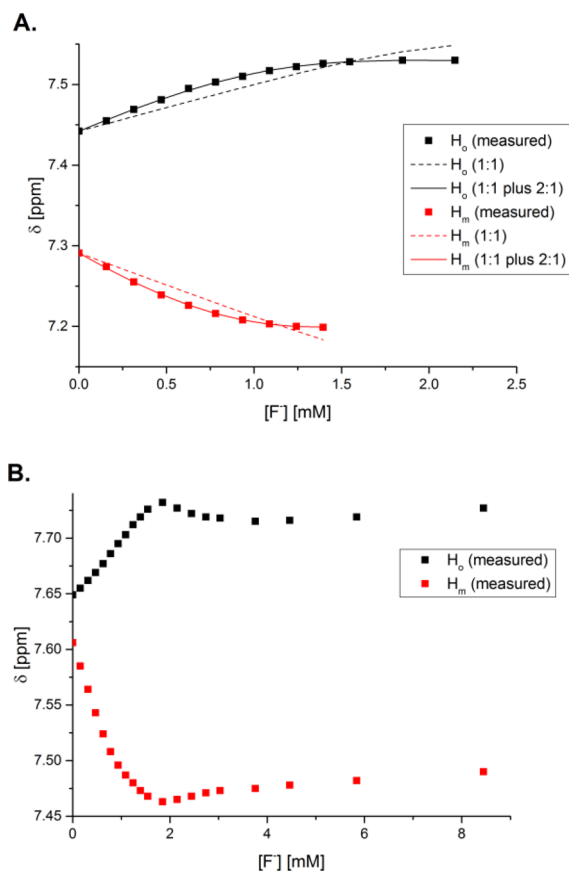 A.
7.5
7.4
7.3
7.2
δ [ppm]
0.0 0.5 1.0 1.5 2.0 2.5
[F⁻] [mM]
Hₒ (measured)
Hₒ (1:1)
Hₒ (1:1 plus 2:1)
Hₘ (measured)
Hₘ (1:1)
Hₘ (1:1 plus 2:1)
B.
7.70
7.65
7.60
7.55
7.50
7.45
δ [ppm]
0 2 4 6 8
[F⁻] [mM]
Hₒ (measured)
Hₘ (measured)